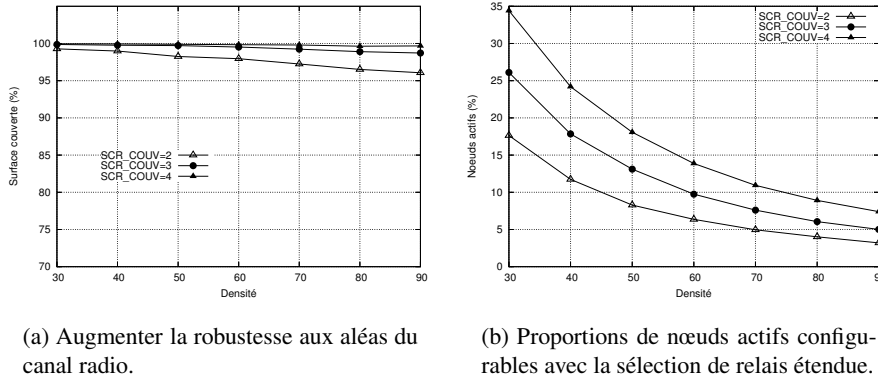 100
95
90
85
80
75
70
30
40
50
60
70
80
90
Surface couverte (%)
Densité
SCR_COUV=2
SCR_COUV=3
SCR_COUV=4
35
30
25
20
15
10
5
0
30
40
50
60
70
80
9
Noeuds actifs (%)
Densité
SCR_COUV=2
SCR_COUV=3
SCR_COUV=4
(a) Augmenter la robustesse aux aléas du
canal radio.
(b) Proportions de nœuds actifs configu-
rables avec la sélection de relais étendue.